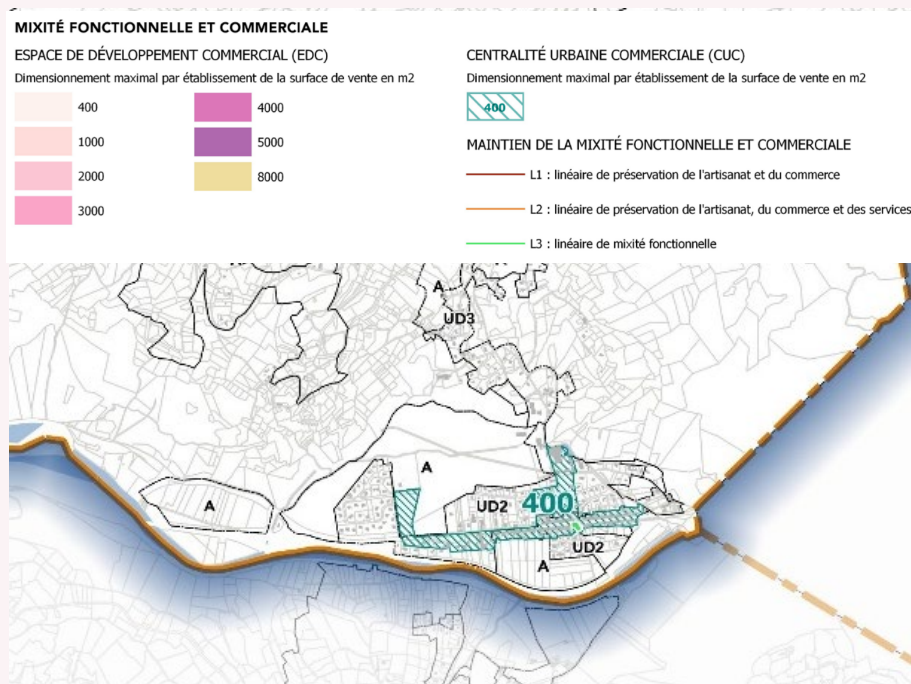 MIXITÉ FONCTIONNELLE ET COMMERCIALE
ESPACE DE DÉVELOPPEMENT COMMERCIAL (EDC)
Dimensionnement maximal par établissement de la surface de vente en m2
400
4000
1000
5000
2000
8000
3000
CENTRALITÉ URBAINE COMMERCIALE (CUC)
Dimensionnement maximal par établissement de la surface de vente en m2
400
MAINTIEN DE LA MIXITÉ FONCTIONNELLE ET COMMERCIALE
L1 : linéaire de préservation de l'artisanat et du commerce
L2 : linéaire de préservation de l'artisanat, du commerce et des services
L3 : linéaire de mixité fonctionnelle
A
UD3
A
A
UD2
400
UD2
A